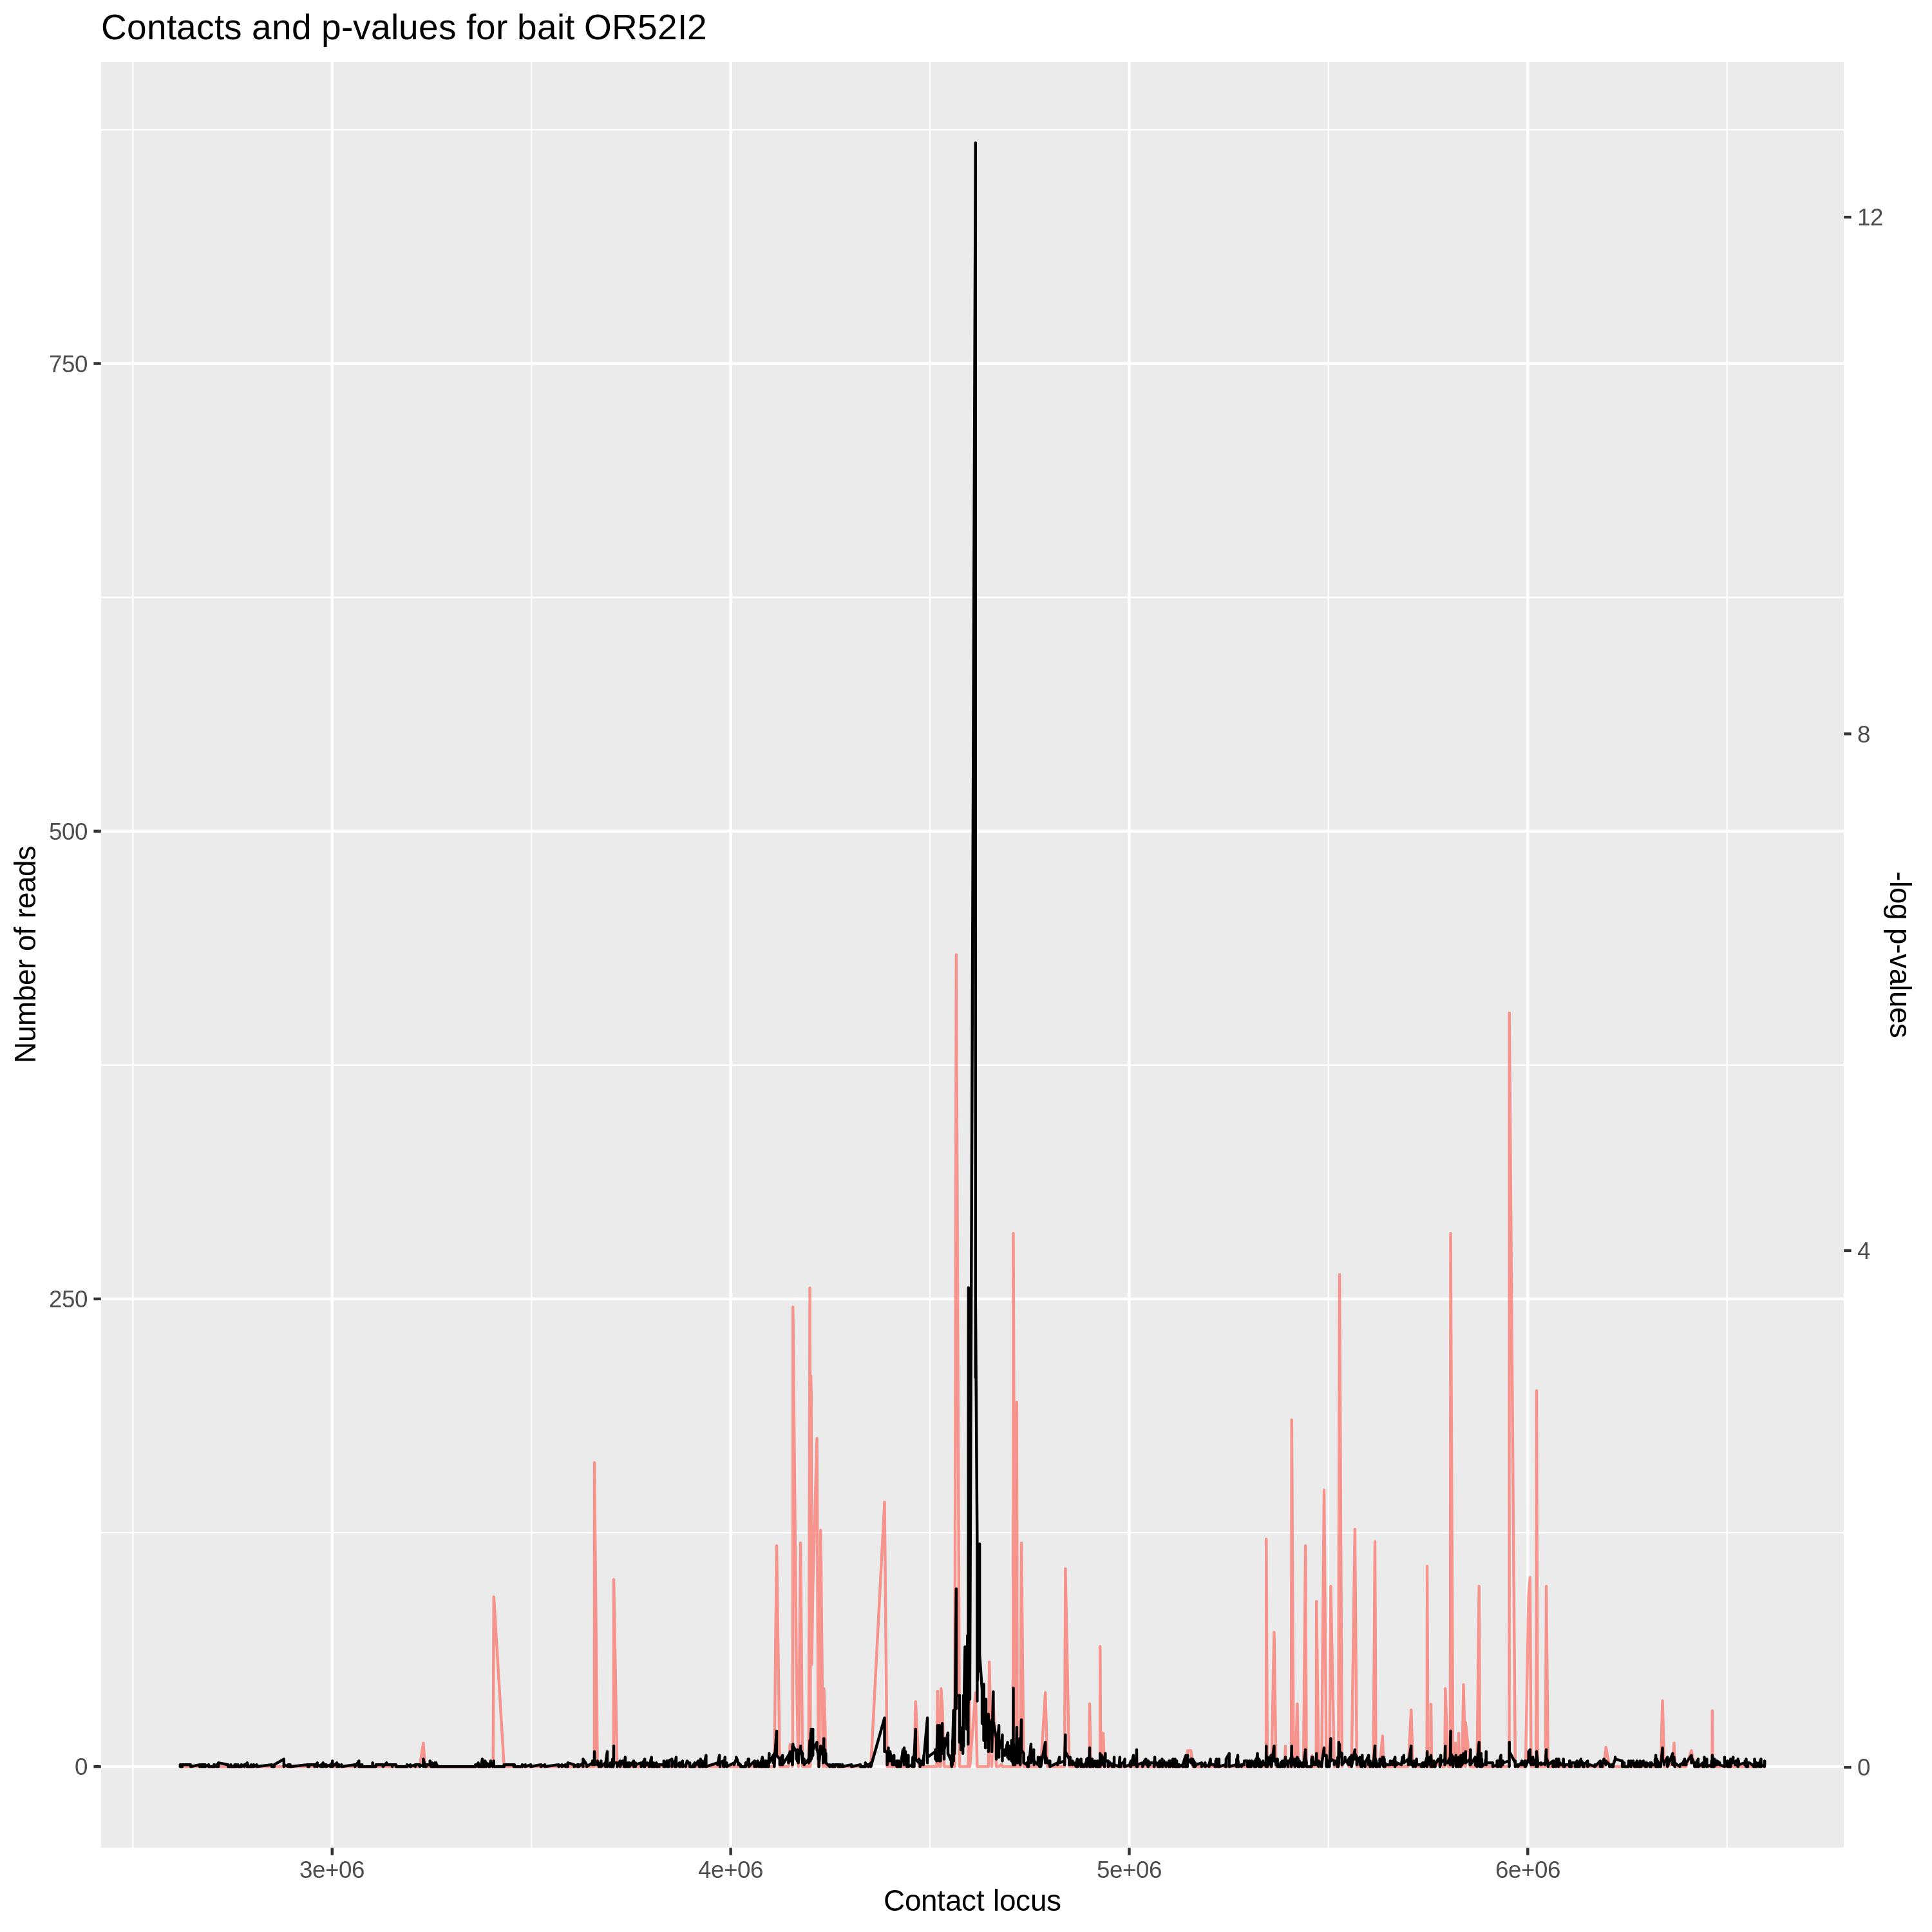 Contacts and p-values for bait OR52I2
750
500
250
0
12
8
4
0
Number of reads
-log p-values
3e+06
4e+06
5e+06
6e+06
Contact locus